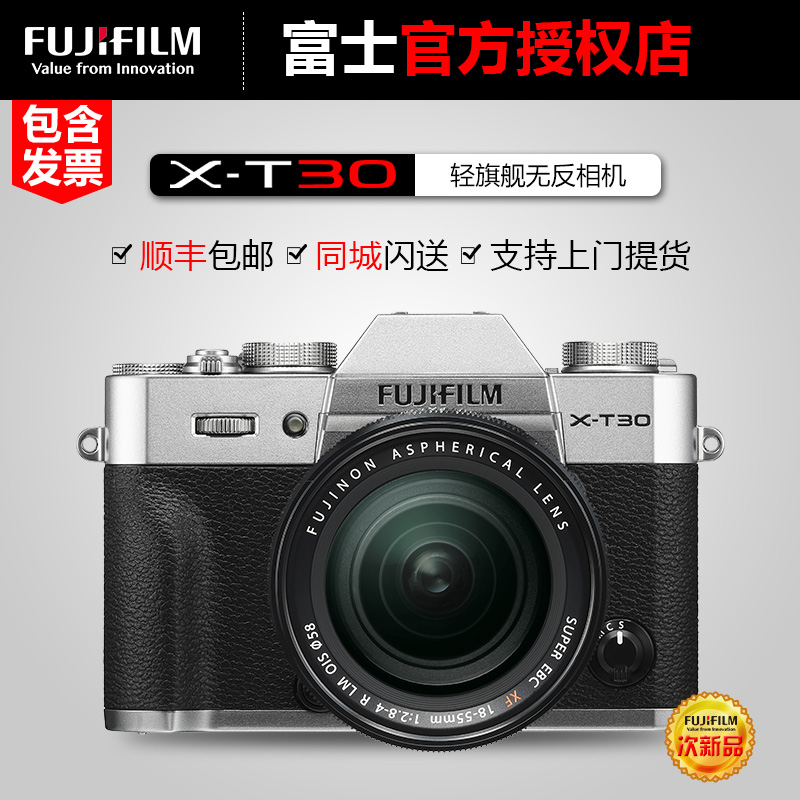 FUJIFILM
Value from Innovation
富士官方授权店
包含
发票
X-T30
轻旗舰无反相机
顺丰包邮 同城闪送 支持上门提货
FUJIFILM
X-T30
FUJINON ASPHERICAL LENS
SUPER EBC XF 18-55mm 1:2.8-4 R LM OIS ø58
C S
FUJIFILM
Value from Innovation
次新品